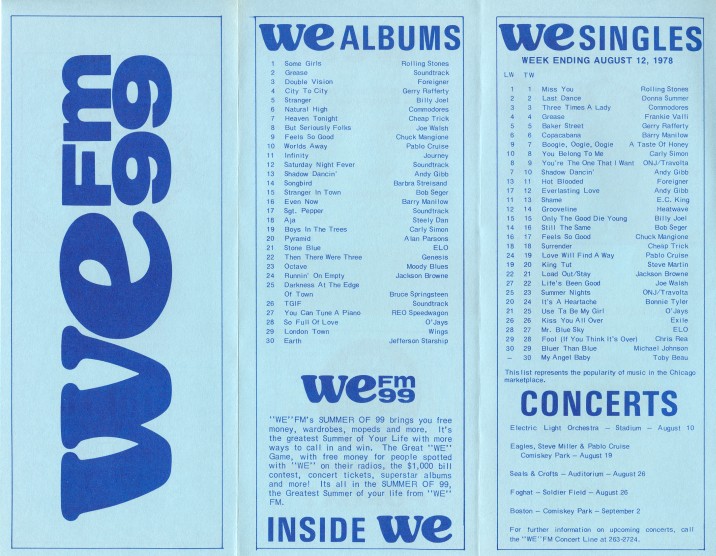 we Fm 99
we ALBUMS
1 Some Girls Rolling Stones
2 Grease Soundtrack
3 Double Vision Foreigner
4 City To City Gerry Rafferty
5 Stranger Billy Joel
6 Natural High Commodores
7 Heaven Tonight Cheap Trick
8 But Seriously Folks Joe Walsh
9 Feels So Good Chuck Mangione
10 Worlds Away Pablo Cruise
11 Infinity Journey
12 Saturday Night Fever Soundtrack
13 Shadow Dancin' Andy Gibb
14 Songbird Barbra Streisand
15 Stranger In Town Bob Seger
16 Even Now Barry Manilow
17 Sgt. Pepper Soundtrack
18 Aja Steely Dan
19 Boys In The Trees Carly Simon
20 Pyramid Alan Parsons
21 Stone Blue ELO
22 Then There Were Three Genesis
23 Octave Moody Blues
24 Runnin' On Empty Jackson Browne
25 Darkness At The Edge
Of Town Bruce Springsteen
26 TGIF Soundtrack
27 You Can Tune A Piano REO Speedwagon
28 So Full Of Love O'Jays
29 London Town Wings
30 Earth Jefferson Starship
we Fm 99
"WE"FM's SUMMER OF 99 brings you free
money, wardrobes, mopeds and more. It's
the greatest Summer of Your Life with more
ways to call in and win. The Great "WE"
Game, with free money for people spotted
with "WE" on their radios, the $1,000 bill
contest, concert tickets, superstar albums
and more! Its all in the SUMMER OF 99,
the Greatest Summer of your life from "WE"
FM.
INSIDE we
we SINGLES
WEEK ENDING AUGUST 12, 1978
LW TW
1 1 Miss You Rolling Stones
2 2 Last Dance Donna Summer
3 3 Three Times A Lady Commodores
4 4 Grease Frankie Valli
5 5 Baker Street Gerry Rafferty
6 6 Copacabana Barry Manilow
9 7 Boogie, Oogie, Oogie A Taste Of Honey
10 8 You Belong To Me Carly Simon
8 9 You're The One That I Want ONJ/Travolta
7 10 Shadow Dancin' Andy Gibb
13 11 Hot Blooded Foreigner
17 12 Everlasting Love Andy Gibb
11 13 Shame E.C. King
12 14 Grooveline Heatwave
15 15 Only The Good Die Young Billy Joel
14 16 Still The Same Bob Seger
16 17 Feels So Good Chuck Mangione
18 18 Surrender Cheap Trick
24 19 Love Will Find A Way Pablo Cruise
19 20 King Tut Steve Martin
22 21 Load Out/Stay Jackson Browne
27 22 Life's Been Good Joe Walsh
25 23 Summer Nights ONJ/Travolta
20 24 It's A Heartache Bonnie Tyler
21 25 Use Ta Be My Girl O'Jays
26 26 Kiss You All Over Exile
28 27 Mr. Blue Sky ELO
29 28 Fool (If You Think It's Over) Chris Rea
30 29 Bluer Than Blue Michael Johnson
— 30 My Angel Baby Toby Beau
This list represents the popularity of music in the Chicago
marketplace.
CONCERTS
Electric Light Orchestra — Stadium — August 10
Eagles, Steve Miller & Pablo Cruise
Comiskey Park — August 19
Seals & Crofts — Auditorium — August 26
Foghat — Soldier Field — August 26
Boston — Comiskey Park — September 2
For further information on upcoming concerts, call
the "WE"FM Concert Line at 263-2724.